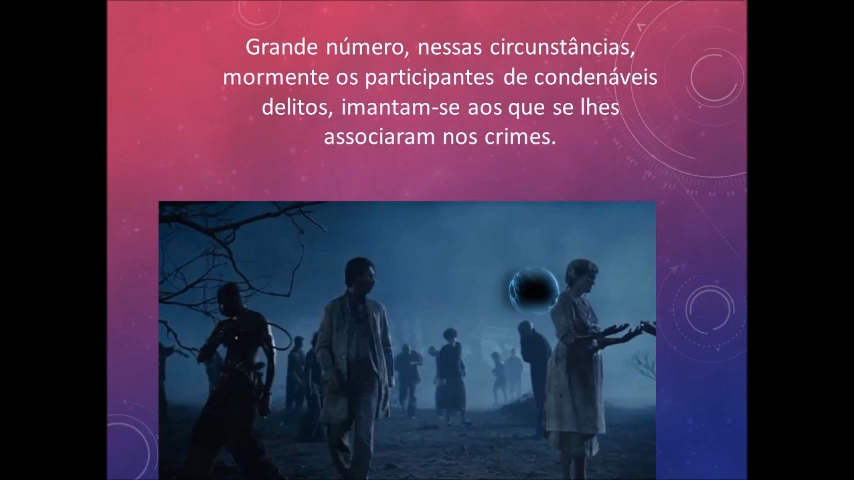 Grande número, nessas circunstâncias,
mormente os participantes de condenáveis
delitos, imantam-se aos que se lhes
associaram nos crimes.